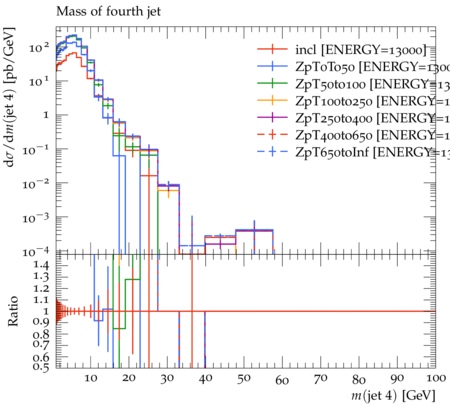 Mass of fourth jet
dσ/dm(jet 4) [pb/GeV]
10^2
10^1
1
10^−1
10^−2
10^−3
10^−4
incl [ENERGY=13000]
ZpT0To50 [ENERGY=1300
ZpT50to100 [ENERGY=13
ZpT100to250 [ENERGY=1
ZpT250to400 [ENERGY=1
ZpT400to650 [ENERGY=1
ZpT650toInf [ENERGY=13
Ratio
1.4
1.3
1.2
1.1
1
0.9
0.8
0.7
0.6
0.5
10 20 30 40 50 60 70 80 90 100
m(jet 4) [GeV]